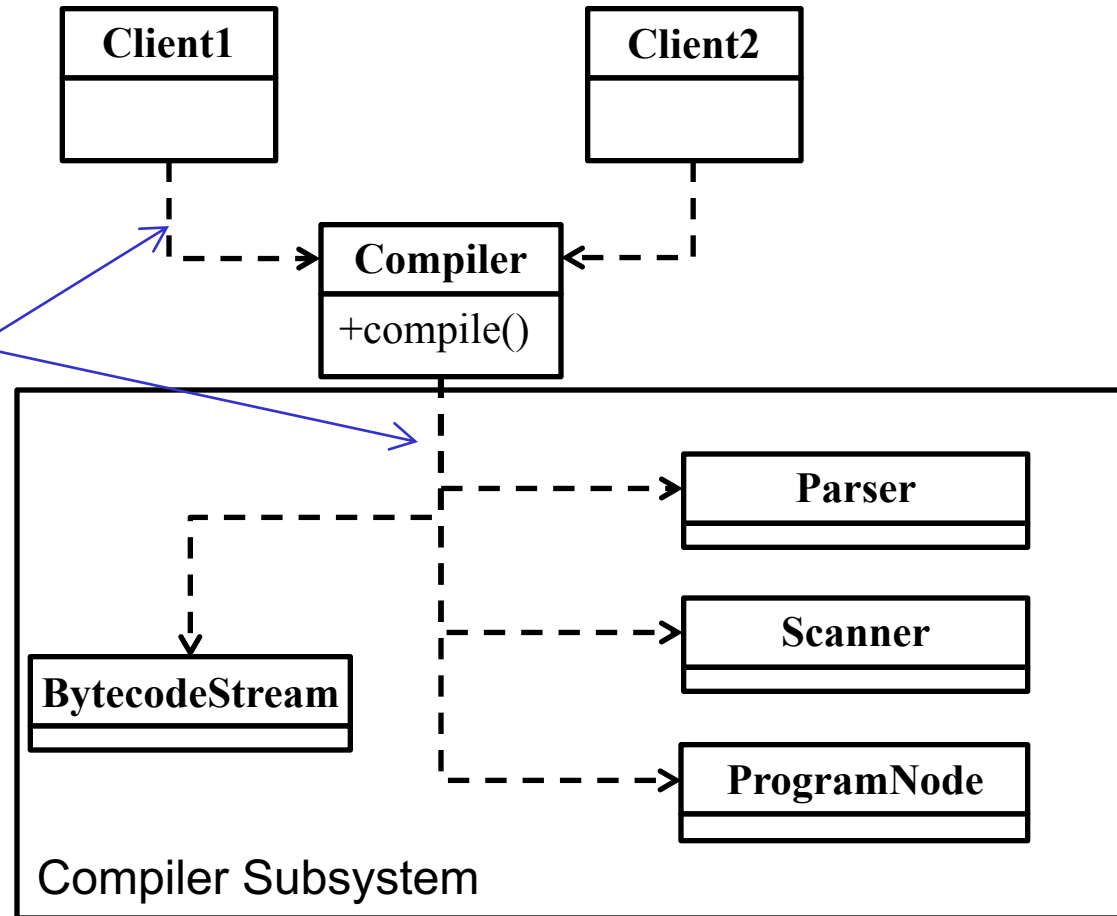 Client1
Client2
Compiler
+compile()
Parser
Scanner
BytecodeStream
ProgramNode
Compiler Subsystem